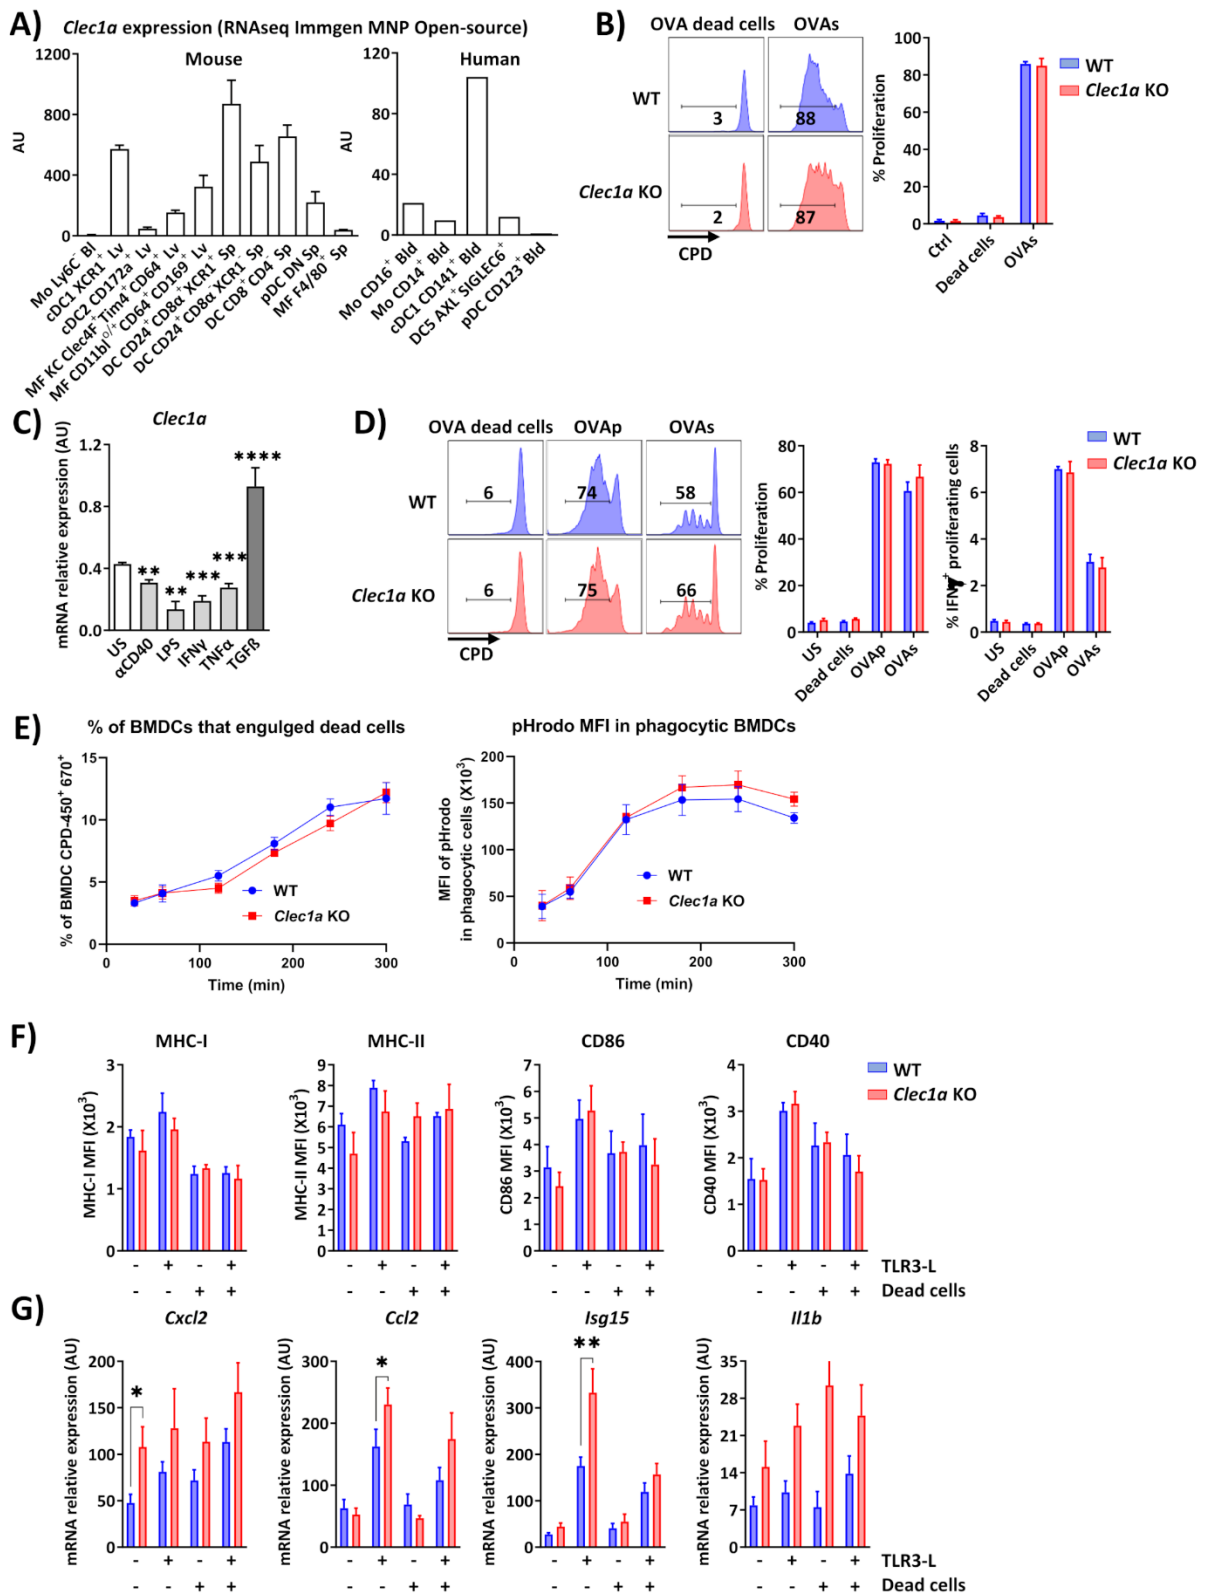 A)
Clec1a expression (RNAseq Immgen MNP Open-source)
Mouse
AU
1200
800
400
0
Mo Ly6C⁻ Bl
cDC1 XCR1⁺ Lv
cDC2 CD172a⁺ Lv
MF KC Clec4F⁺ Tim4⁺ CD64⁺ Lv
MF CD11bˡᵒ/⁺ CD64⁺ CD169⁺ Lv
DC CD24⁺ CD8α⁺ XCR1⁺ Sp
DC CD24⁺ CD8α⁻ XCR1⁻ Sp
DC CD8⁺ CD4⁻ Sp
pDC DN Sp
MF F4/80⁺ Sp
Human
AU
120
80
40
0
Mo CD16⁺ Bld
Mo CD14⁺ Bld
cDC1 CD141⁺ Bld
DC5 AXL⁺ SIGLEC6⁺
pDC CD123⁺ Bld
B)
OVA dead cells
OVAs
WT
3
88
Clec1a KO
2
87
CPD
% Proliferation
100
80
60
40
20
0
Ctrl
Dead cells
OVAs
WT
Clec1a KO
C)
Clec1a
mRNA relative expression (AU)
1.2
0.8
0.4
0.0
**
**
***
***
****
US
αCD40
LPS
IFNγ
TNFα
TGFß
D)
OVA dead cells
OVAp
OVAs
WT
6
74
58
Clec1a KO
6
75
66
CPD
% Proliferation
80
60
40
20
0
US
Dead cells
OVAp
OVAs
% IFNγ⁺ proliferating cells
8
6
4
2
0
US
Dead cells
OVAp
OVAs
WT
Clec1a KO
E)
% of BMDCs that engulged dead cells
% of BMDC CPD-450⁺ 670⁺
15
10
5
0
0
100
200
300
Time (min)
WT
Clec1a KO
pHrodo MFI in phagocytic BMDCs
MFI of pHrodo
in phagocytic cells (X10³)
200
150
100
50
0
0
100
200
300
Time (min)
WT
Clec1a KO
F)
MHC-I
MHC-I MFI (X10³)
3
2
1
0
- + - +
- - + +
MHC-II
MHC-II MFI (X10³)
9
8
7
6
5
4
3
2
1
0
- + - +
- - + +
CD86
CD86 MFI (X10³)
7
6
5
4
3
2
1
0
- + - +
- - + +
CD40
CD40 MFI (X10³)
4
3
2
1
0
- + - + TLR3-L
- - + + Dead cells
WT
Clec1a KO
G)
Cxcl2
mRNA relative expression (AU)
200
150
100
50
0
*
- + - +
- - + +
Ccl2
mRNA relative expression (AU)
300
200
100
0
*
- + - +
- - + +
Isg15
mRNA relative expression (AU)
400
300
200
100
0
**
- + - +
- - + +
Il1b
mRNA relative expression (AU)
35
28
21
14
7
0
- + - + TLR3-L
- - + + Dead cells